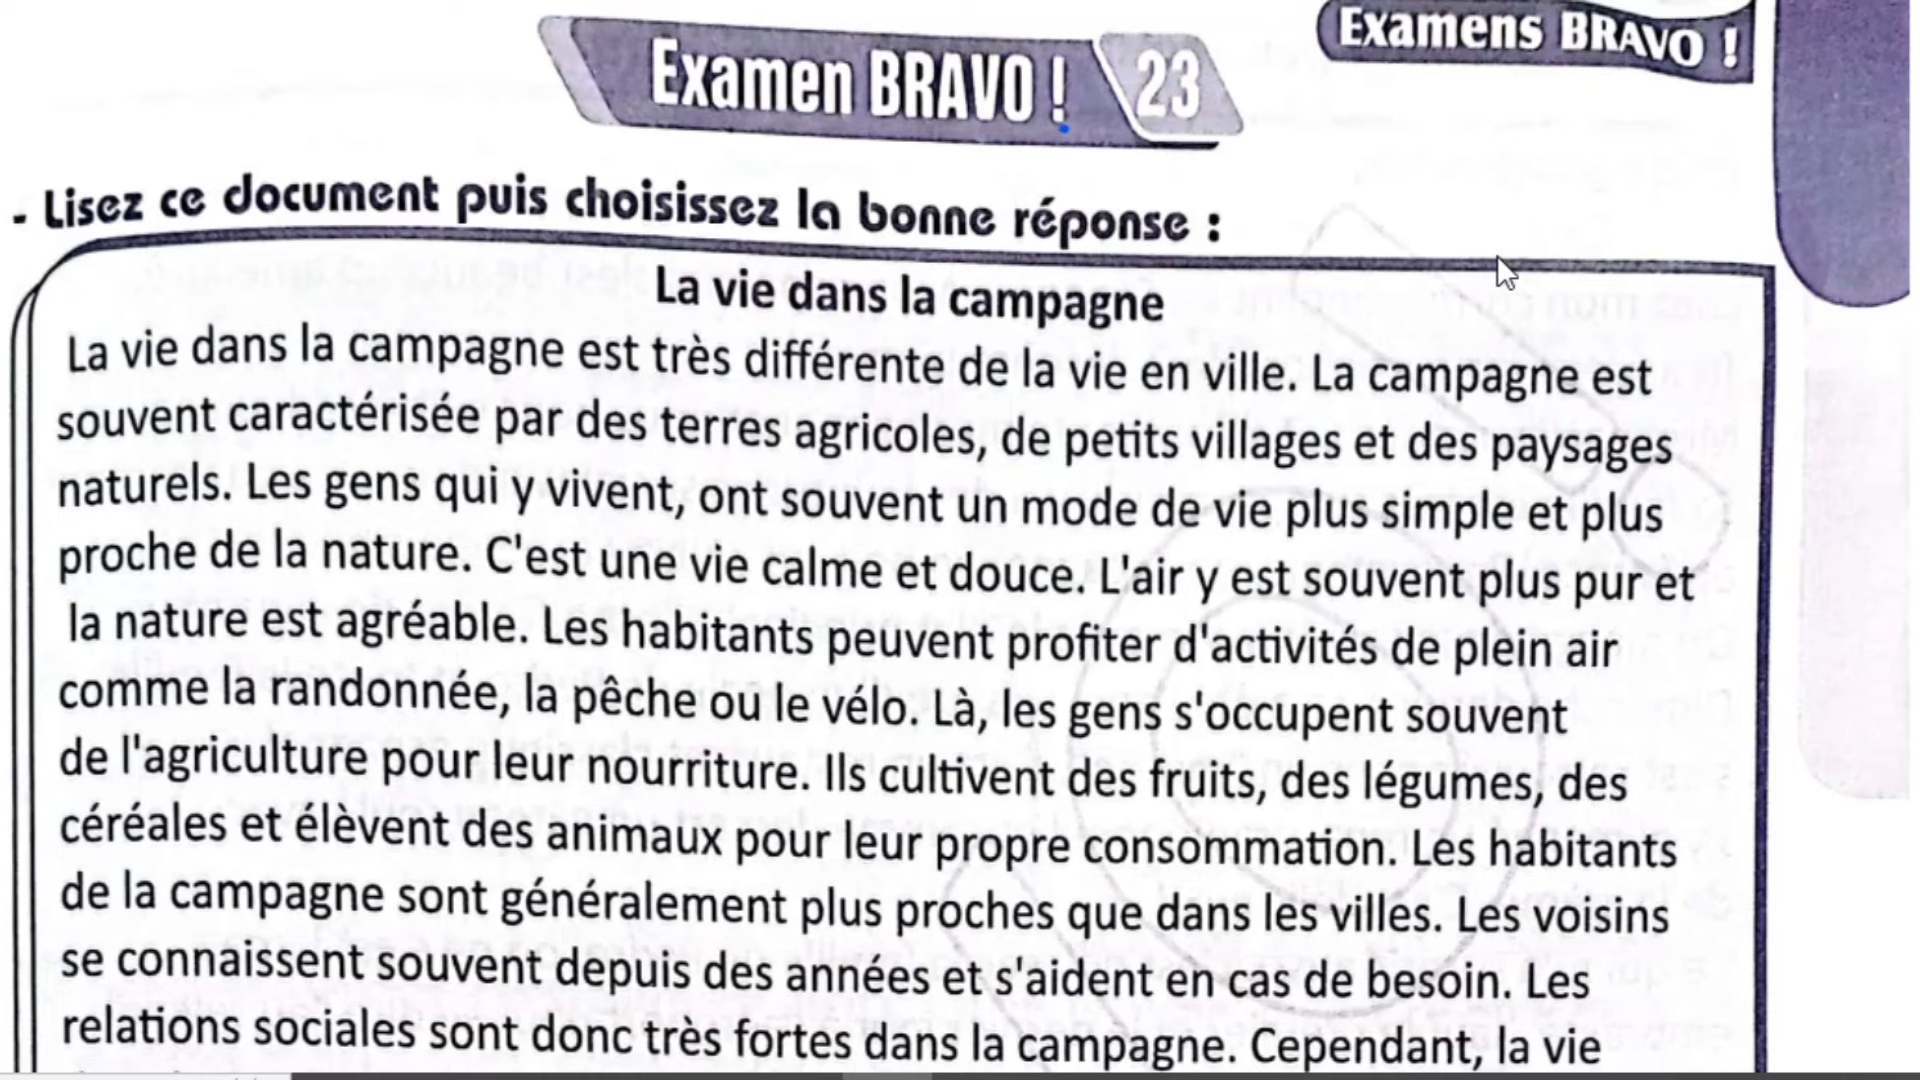 Examens BRAVO !
Examen BRAVO ! 23
- Lisez ce document puis choisissez la bonne réponse :
La vie dans la campagne
La vie dans la campagne est très différente de la vie en ville. La campagne est
souvent caractérisée par des terres agricoles, de petits villages et des paysages
naturels. Les gens qui y vivent, ont souvent un mode de vie plus simple et plus
proche de la nature. C'est une vie calme et douce. L'air y est souvent plus pur et
la nature est agréable. Les habitants peuvent profiter d'activités de plein air
comme la randonnée, la pêche ou le vélo. Là, les gens s'occupent souvent
de l'agriculture pour leur nourriture. Ils cultivent des fruits, des légumes, des
céréales et élèvent des animaux pour leur propre consommation. Les habitants
de la campagne sont généralement plus proches que dans les villes. Les voisins
se connaissent souvent depuis des années et s'aident en cas de besoin. Les
relations sociales sont donc très fortes dans la campagne. Cependant, la vie